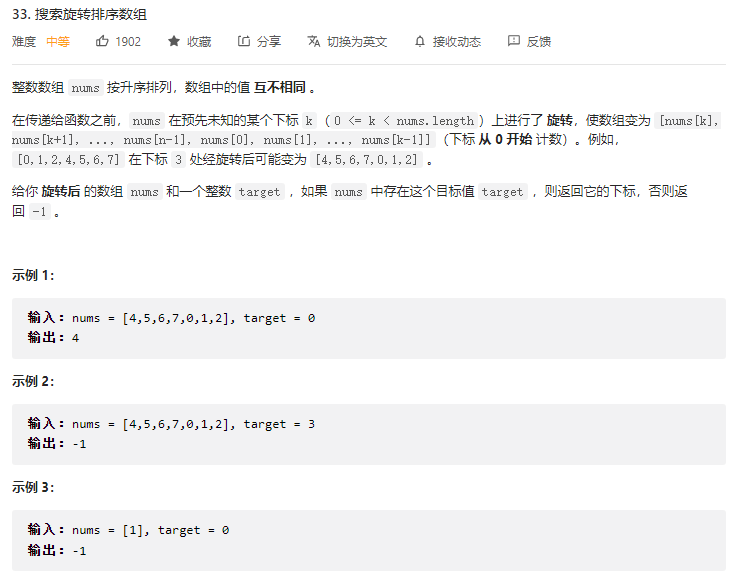 33. 搜索旋转排序数组
难度 中等 1902 收藏 分享 切换为英文 接收动态 反馈
整数数组 nums 按升序排列，数组中的值 互不相同 。
在传递给函数之前，nums 在预先未知的某个下标 k（0 <= k < nums.length）上进行了 旋转，使数组变为 [nums[k],
nums[k+1], ..., nums[n-1], nums[0], nums[1], ..., nums[k-1]]（下标 从 0 开始 计数）。例如，
[0,1,2,4,5,6,7] 在下标 3 处经旋转后可能变为 [4,5,6,7,0,1,2] 。
给你 旋转后 的数组 nums 和一个整数 target ，如果 nums 中存在这个目标值 target ，则返回它的下标，否则返
回 -1 。
示例 1：
输入：nums = [4,5,6,7,0,1,2], target = 0
输出：4
示例 2：
输入：nums = [4,5,6,7,0,1,2], target = 3
输出：-1
示例 3：
输入：nums = [1], target = 0
输出：-1